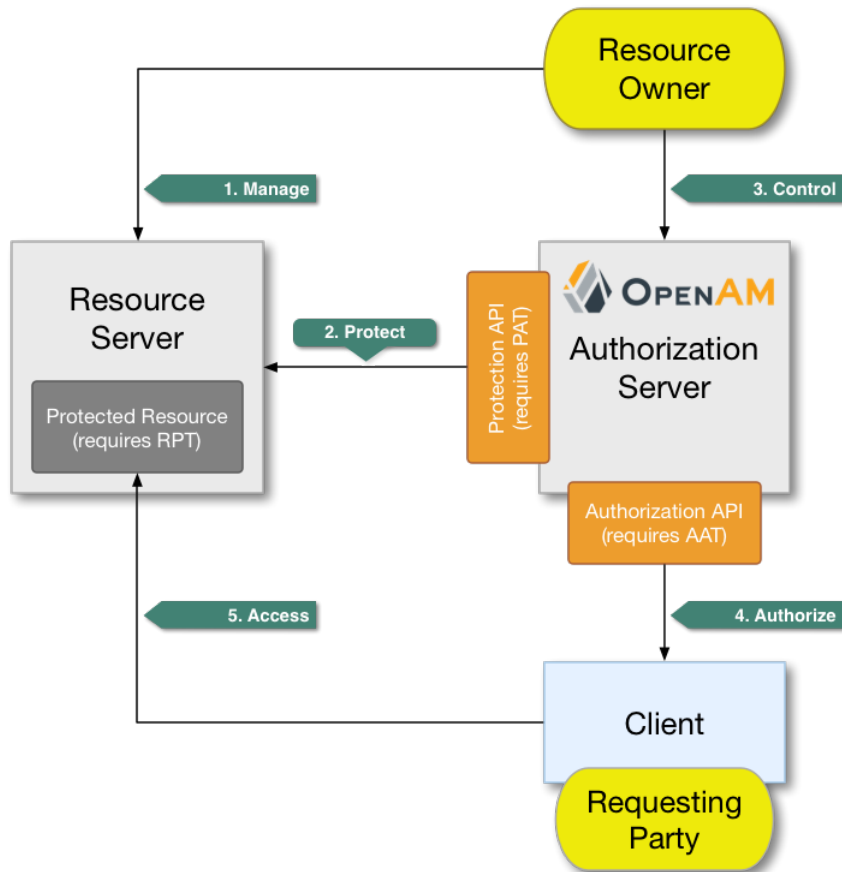 Resource
Owner
1. Manage
3. Control
Resource
Server
Protected Resource
(requires RPT)
2. Protect
Protection API
(requires PAT)
OPENAM
Authorization
Server
Authorization API
(requires AAT)
5. Access
4. Authorize
Client
Requesting
Party